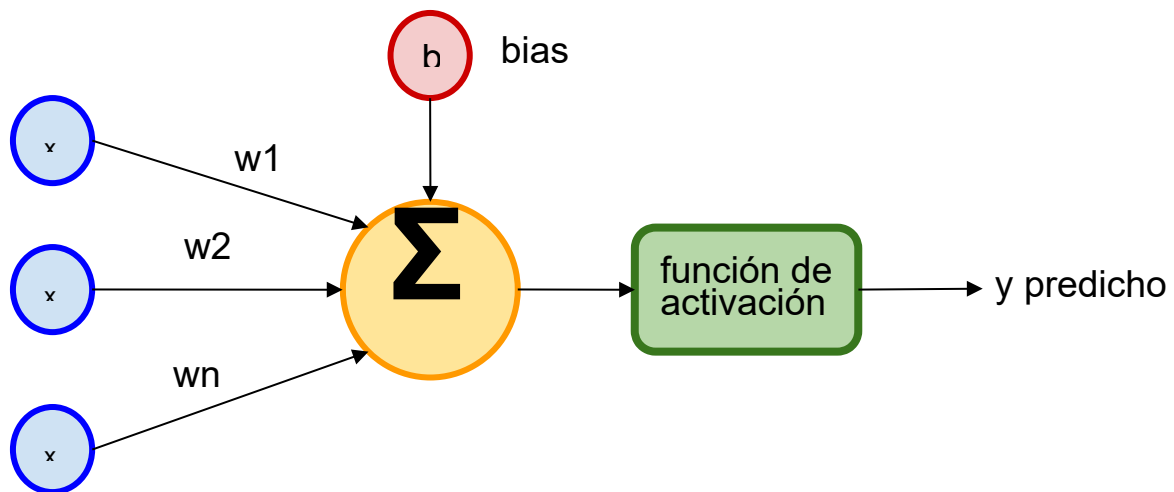 b
bias
x
w1
Σ
w2
x
función de
activación
y predicho
wn
x